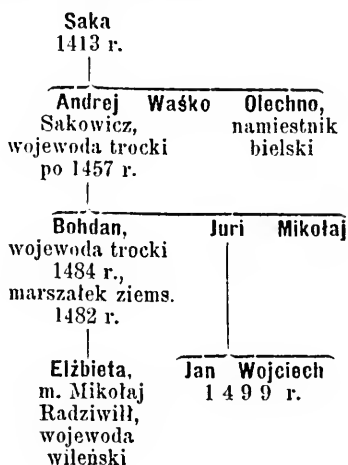 Saka
1413 r.
Andrej Waśko Olechno,
Sakowicz, namiestnik
wojewoda trocki bielski
po 1457 r.
Bohdan, Juri Mikołaj
wojewoda trocki
1484 r.,
marszałek ziems.
1482 r.
Elżbieta, Jan Wojciech
m. Mikołaj 1499 r.
Radziwiłł,
wojewoda
wileński